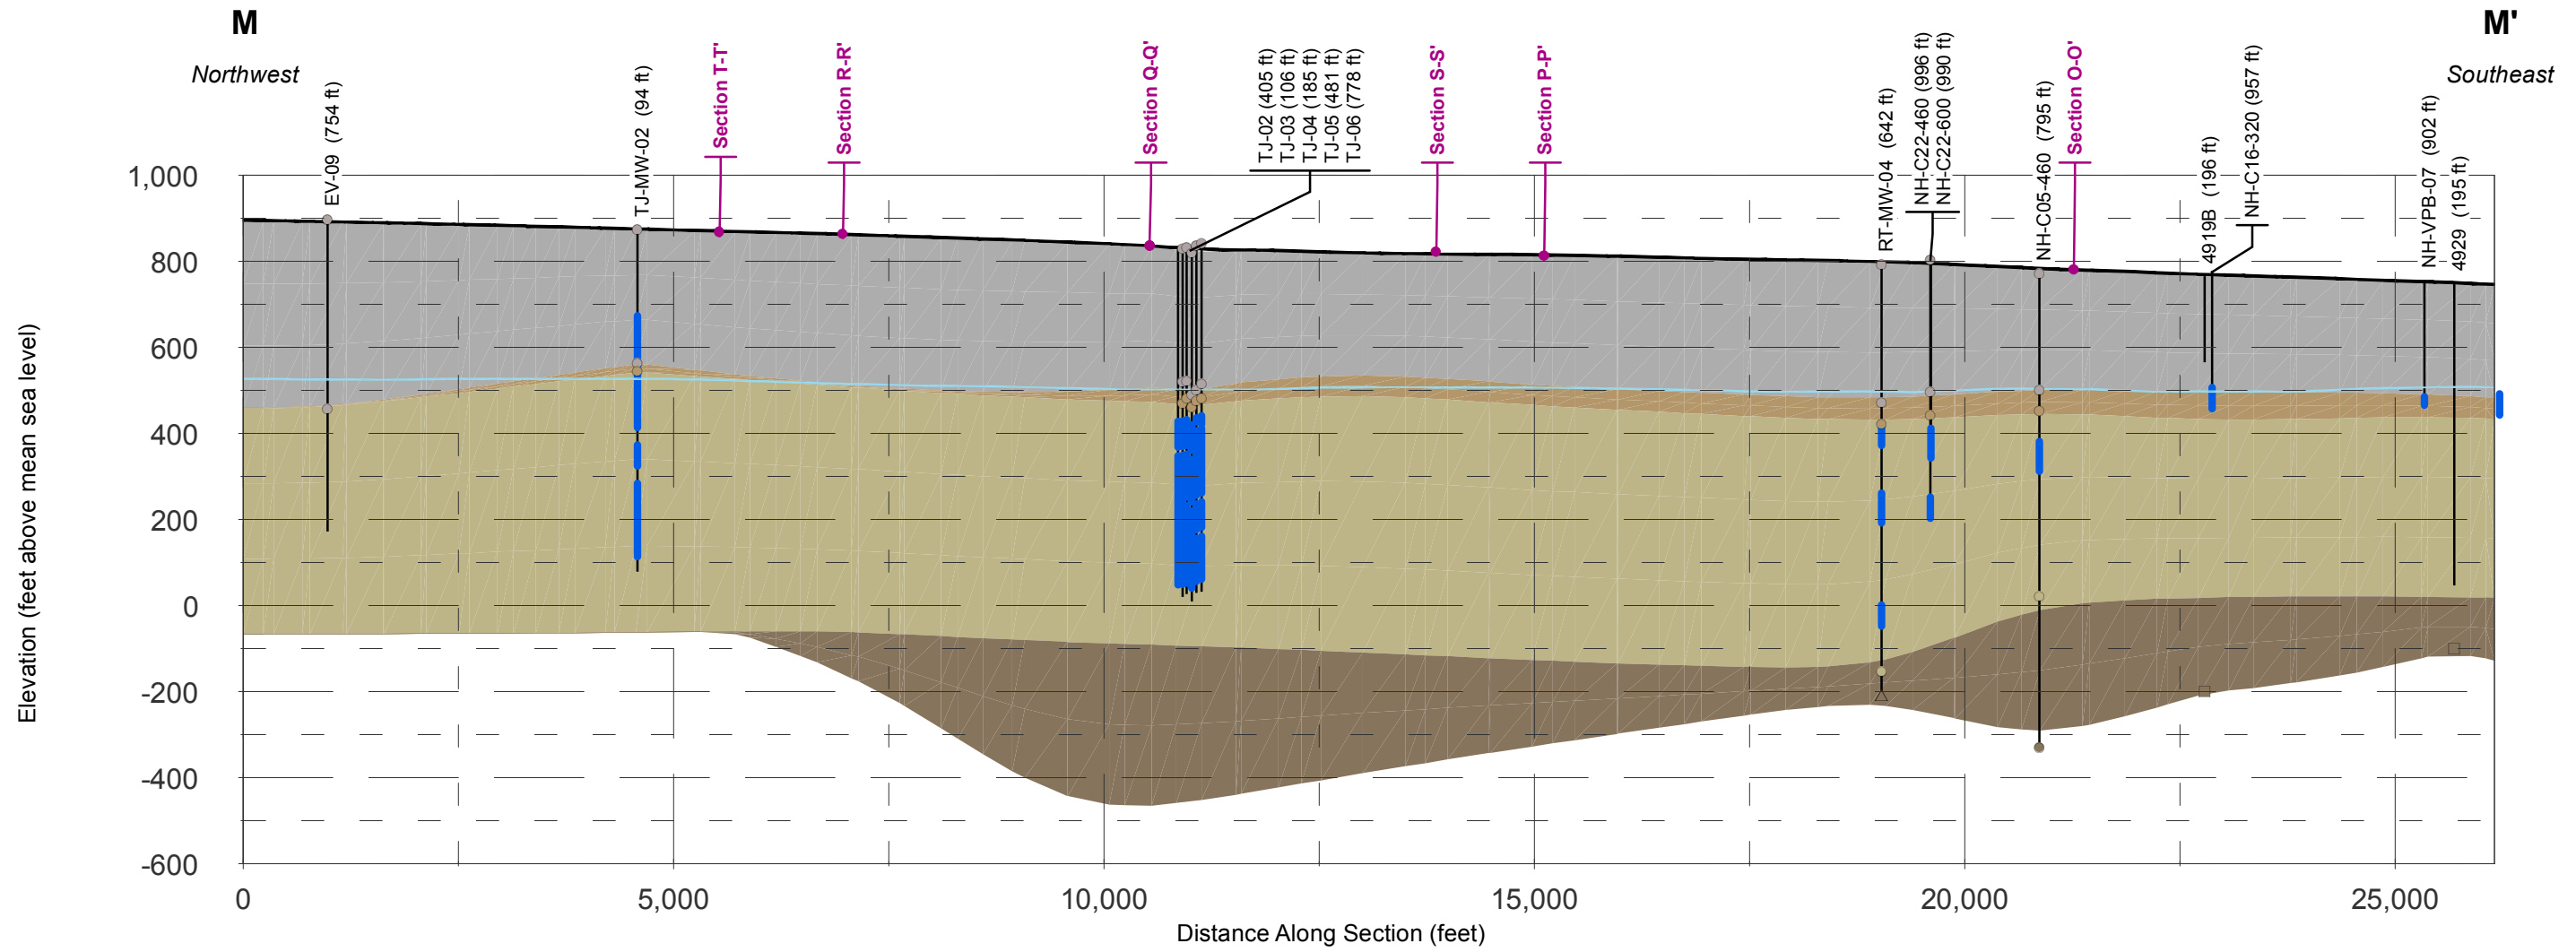 M
M'
Northwest
Southeast
EV-09 (754 ft)
TJ-MW-02 (94 ft)
Section T-T'
Section R-R'
Section Q-Q'
TJ-02 (405 ft)
TJ-03 (106 ft)
TJ-04 (185 ft)
TJ-05 (481 ft)
TJ-06 (778 ft)
Section S-S'
Section P-P'
RT-MW-04 (642 ft)
NH-C22-460 (996 ft)
NH-C22-600 (990 ft)
NH-C05-460 (795 ft)
Section O-O'
4919B (196 ft)
NH-C16-320 (957 ft)
NH-VPB-07 (902 ft)
4929 (195 ft)
Elevation (feet above mean sea level)
1,000
800
600
400
200
0
-200
-400
-600
0
5,000
10,000
15,000
20,000
25,000
Distance Along Section (feet)